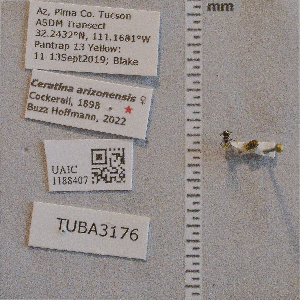 mm
Az, Pima Co. Tucson
ASDM Transect
32.2432°N, 111.1681°W
Pantrap 13 Yellow;
11-13Sept2019; Blake
Ceratina arizonensis ♀
Cockerell, 1898
Buzz Hoffmann, 2022
UAIC
1188407
TUBA3176